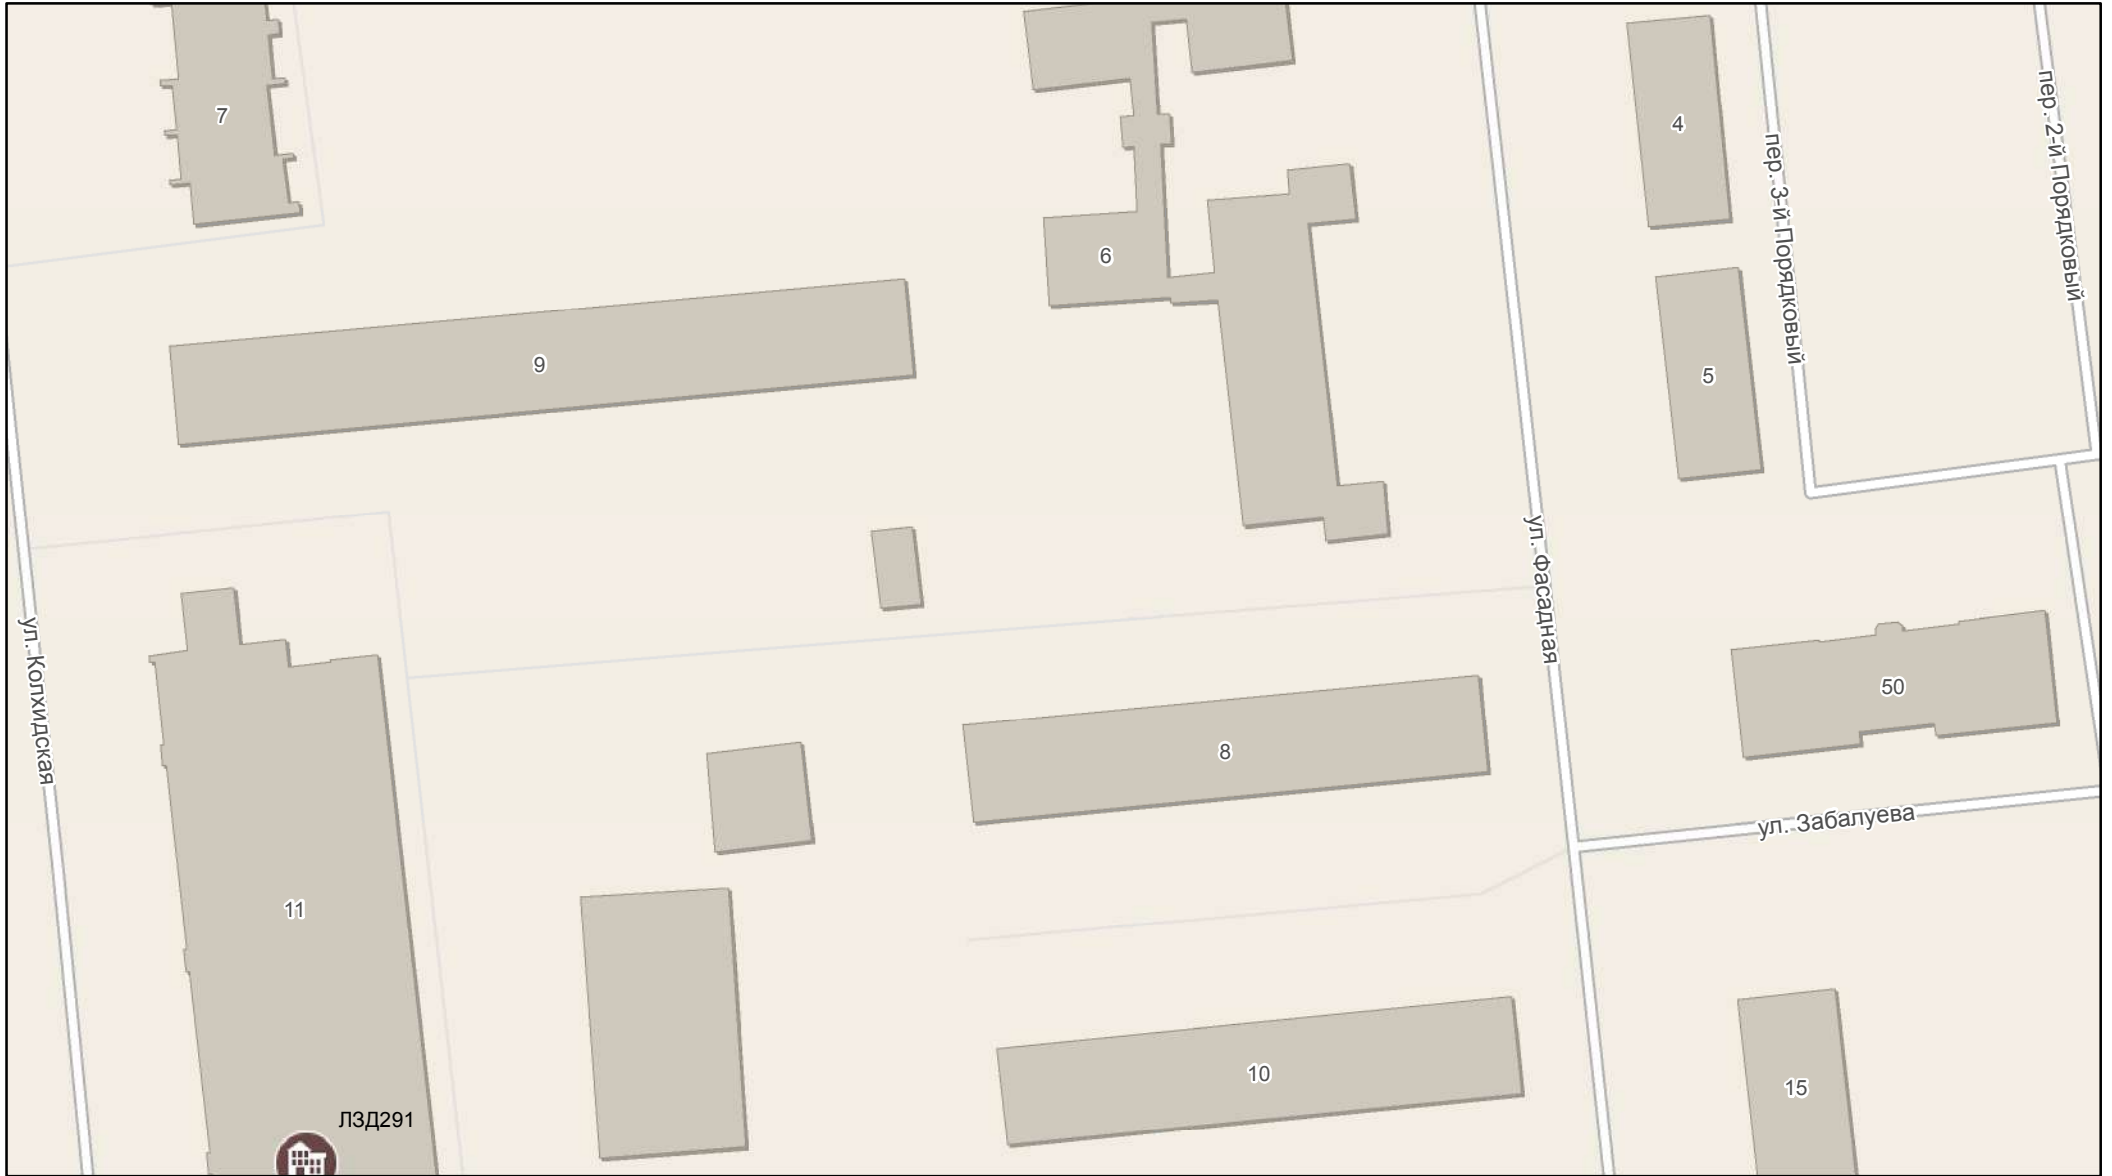 7
4
пер. 3-й Порядковый
пер. 2-й Порядковый
6
9
5
ул. Колхидская
ул. Фасадная
50
8
ул. Забалуева
11
10
15
ЛЗД291